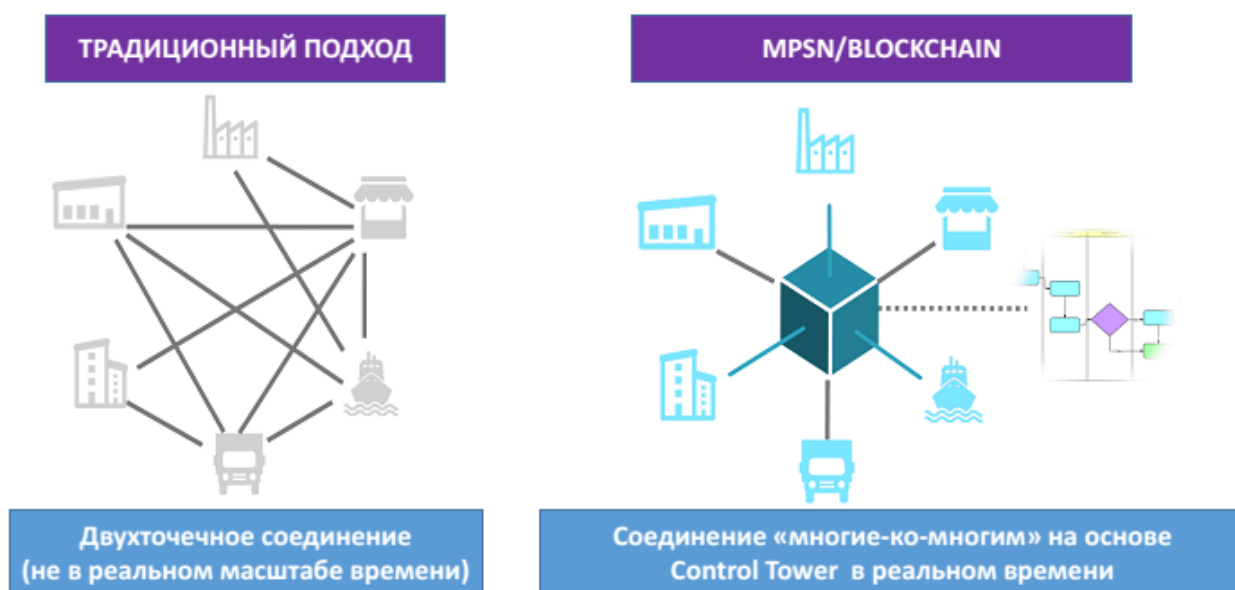 ТРАДИЦИОННЫЙ ПОДХОД
MPSN/BLOCKCHAIN
Двухточечное соединение
(не в реальном масштабе времени)
Соединение «многие-ко-многим» на основе
Control Tower в реальном времени